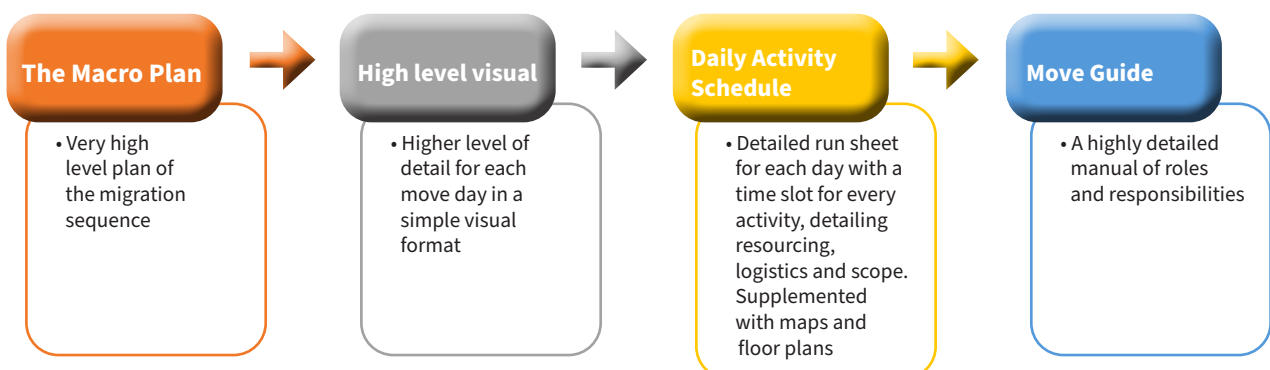 The Macro Plan
• Very high
level plan of
the migration
sequence
High level visual
• Higher level of
detail for each
move day in a
simple visual
format
Daily Activity
Schedule
• Detailed run sheet
for each day with a
time slot for every
activity, detailing
resourcing,
logistics and scope.
Supplemented
with maps and
floor plans
Move Guide
• A highly detailed
manual of roles
and responsibilities